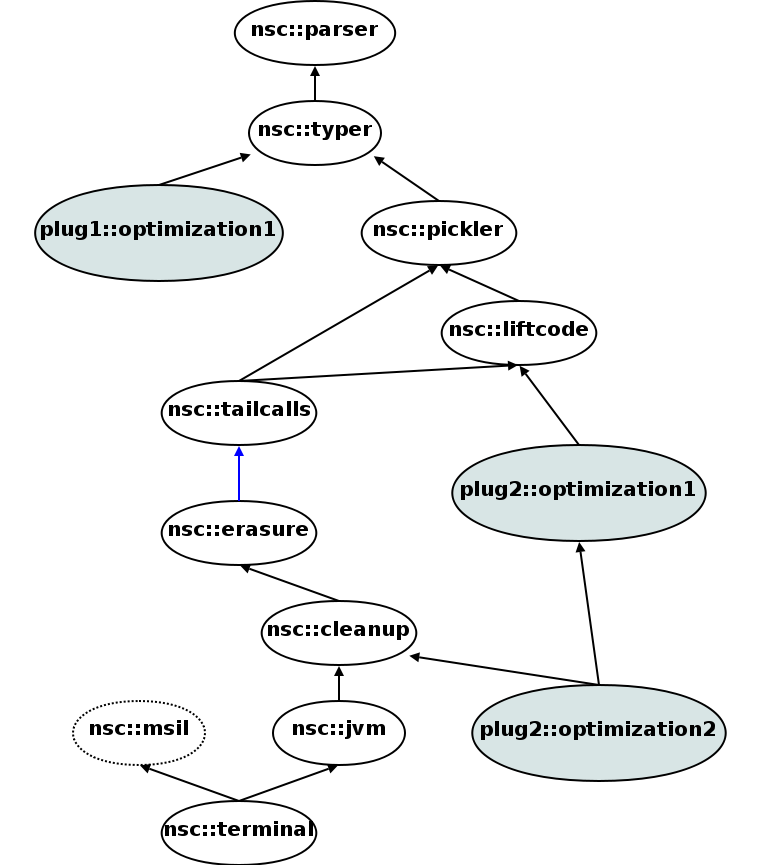 nsc::parser
nsc::typer
plug1::optimization1
nsc::pickler
nsc::liftcode
nsc::tailcalls
plug2::optimization1
nsc::erasure
nsc::cleanup
nsc::msil
nsc::jvm
plug2::optimization2
nsc::terminal